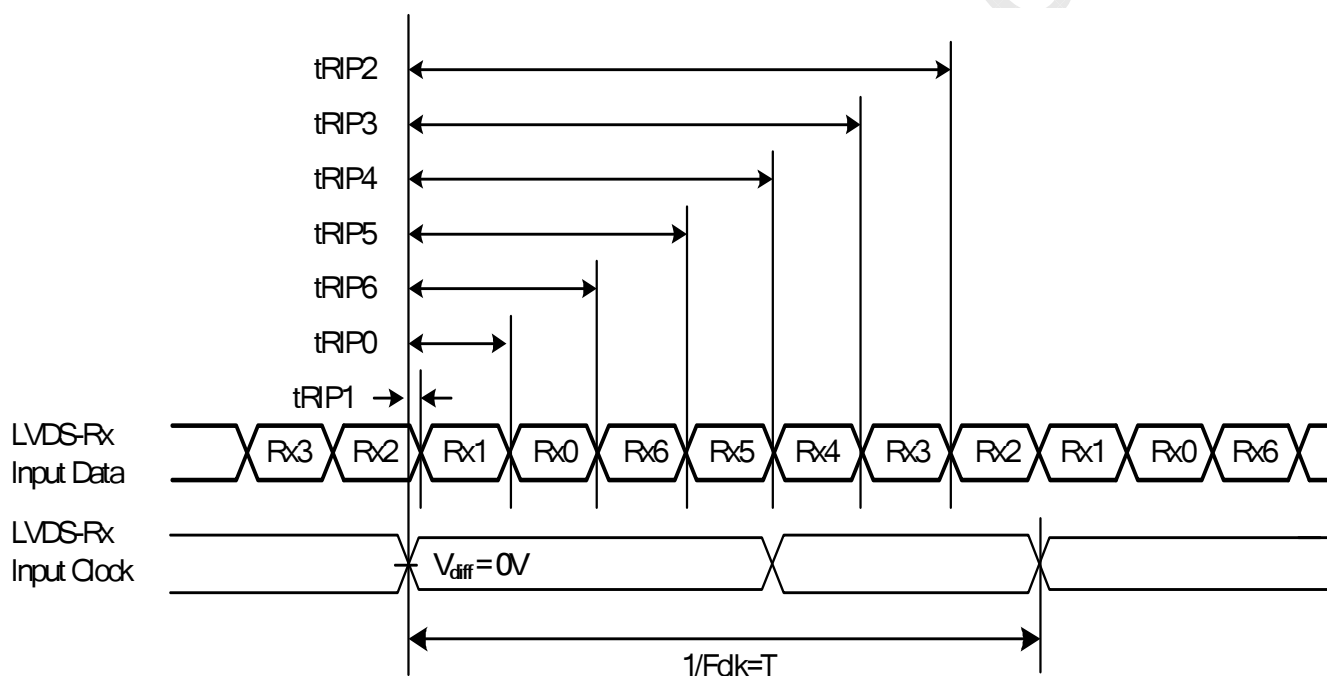 tRIP2
tRIP3
tRIP4
tRIP5
tRIP6
tRIP0
tRIP1
LVDS-Rx
Input Data
Rx3 Rx2 Rx1 Rx0 Rx6 Rx5 Rx4 Rx3 Rx2 Rx1 Rx0 Rx6
LVDS-Rx
Input Clock
Vdiff = 0V
1/Fclk=T